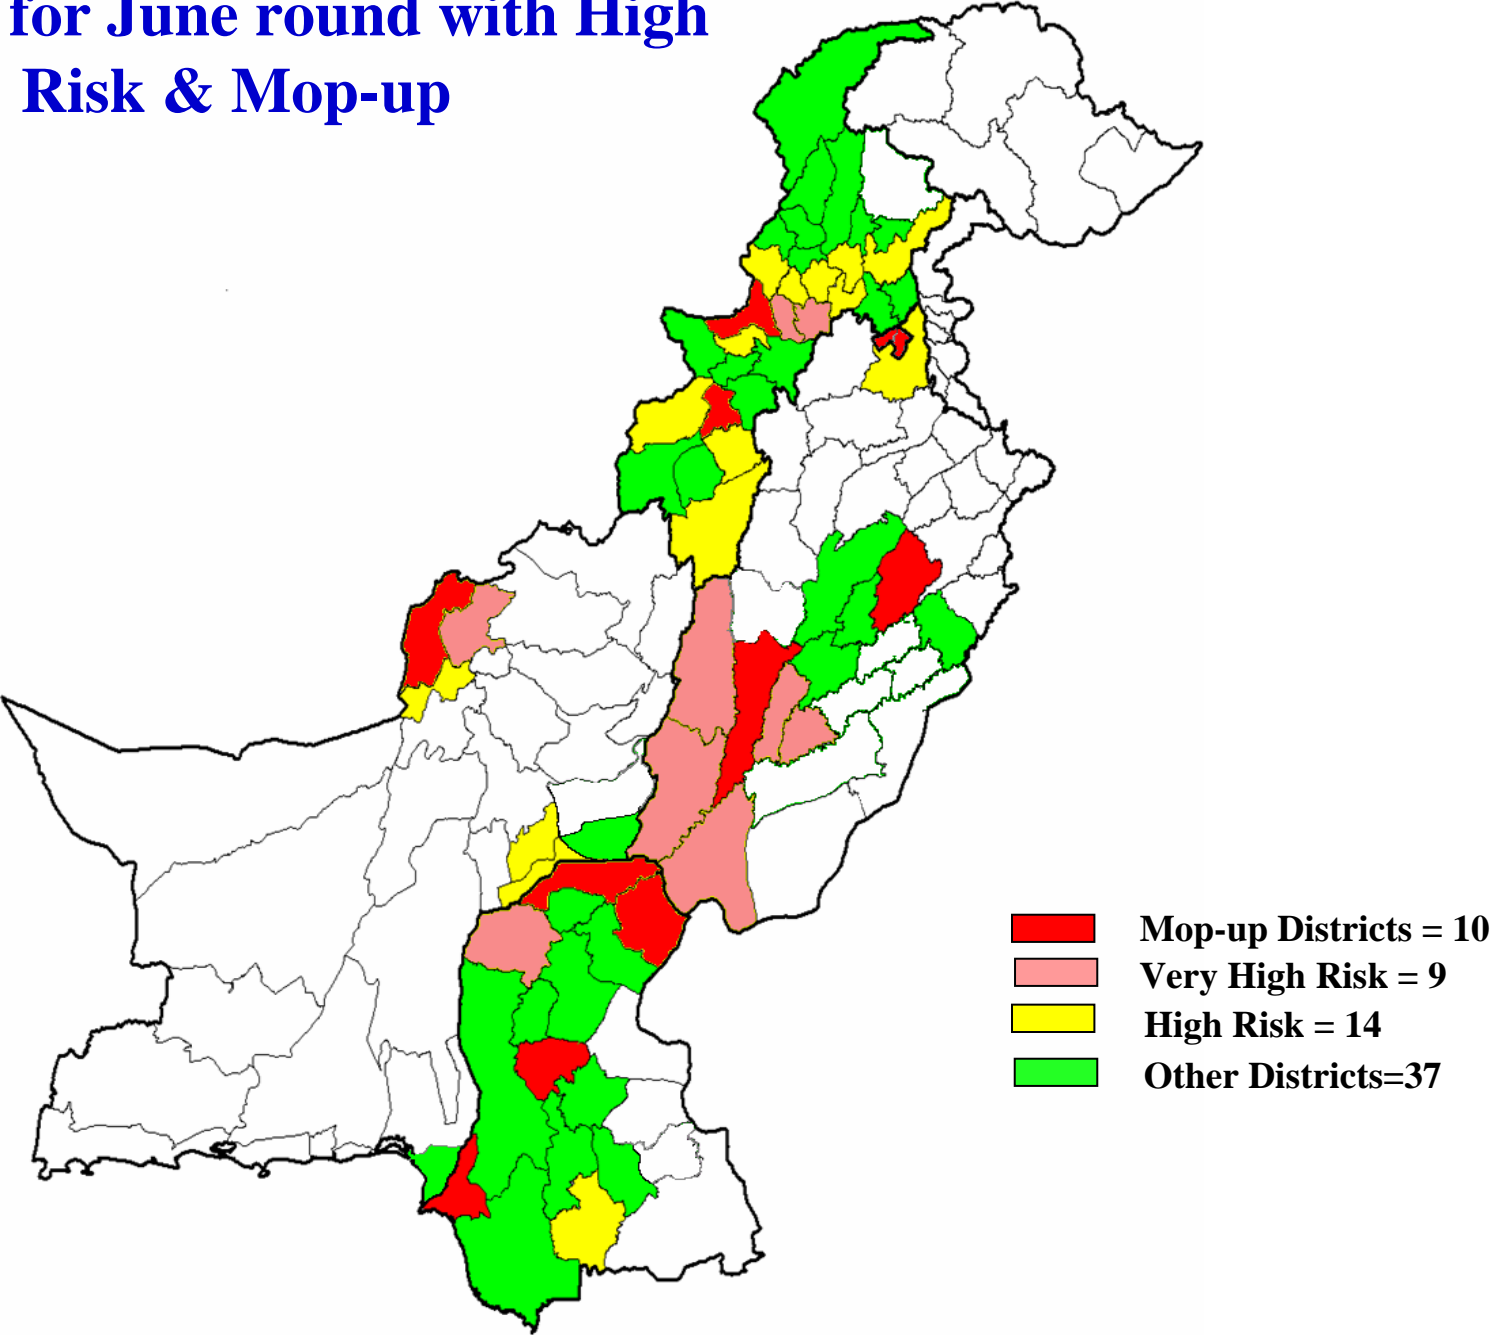 for June round with High
Risk & Mop-up
Mop-up Districts = 10
Very High Risk = 9
High Risk = 14
Other Districts=37